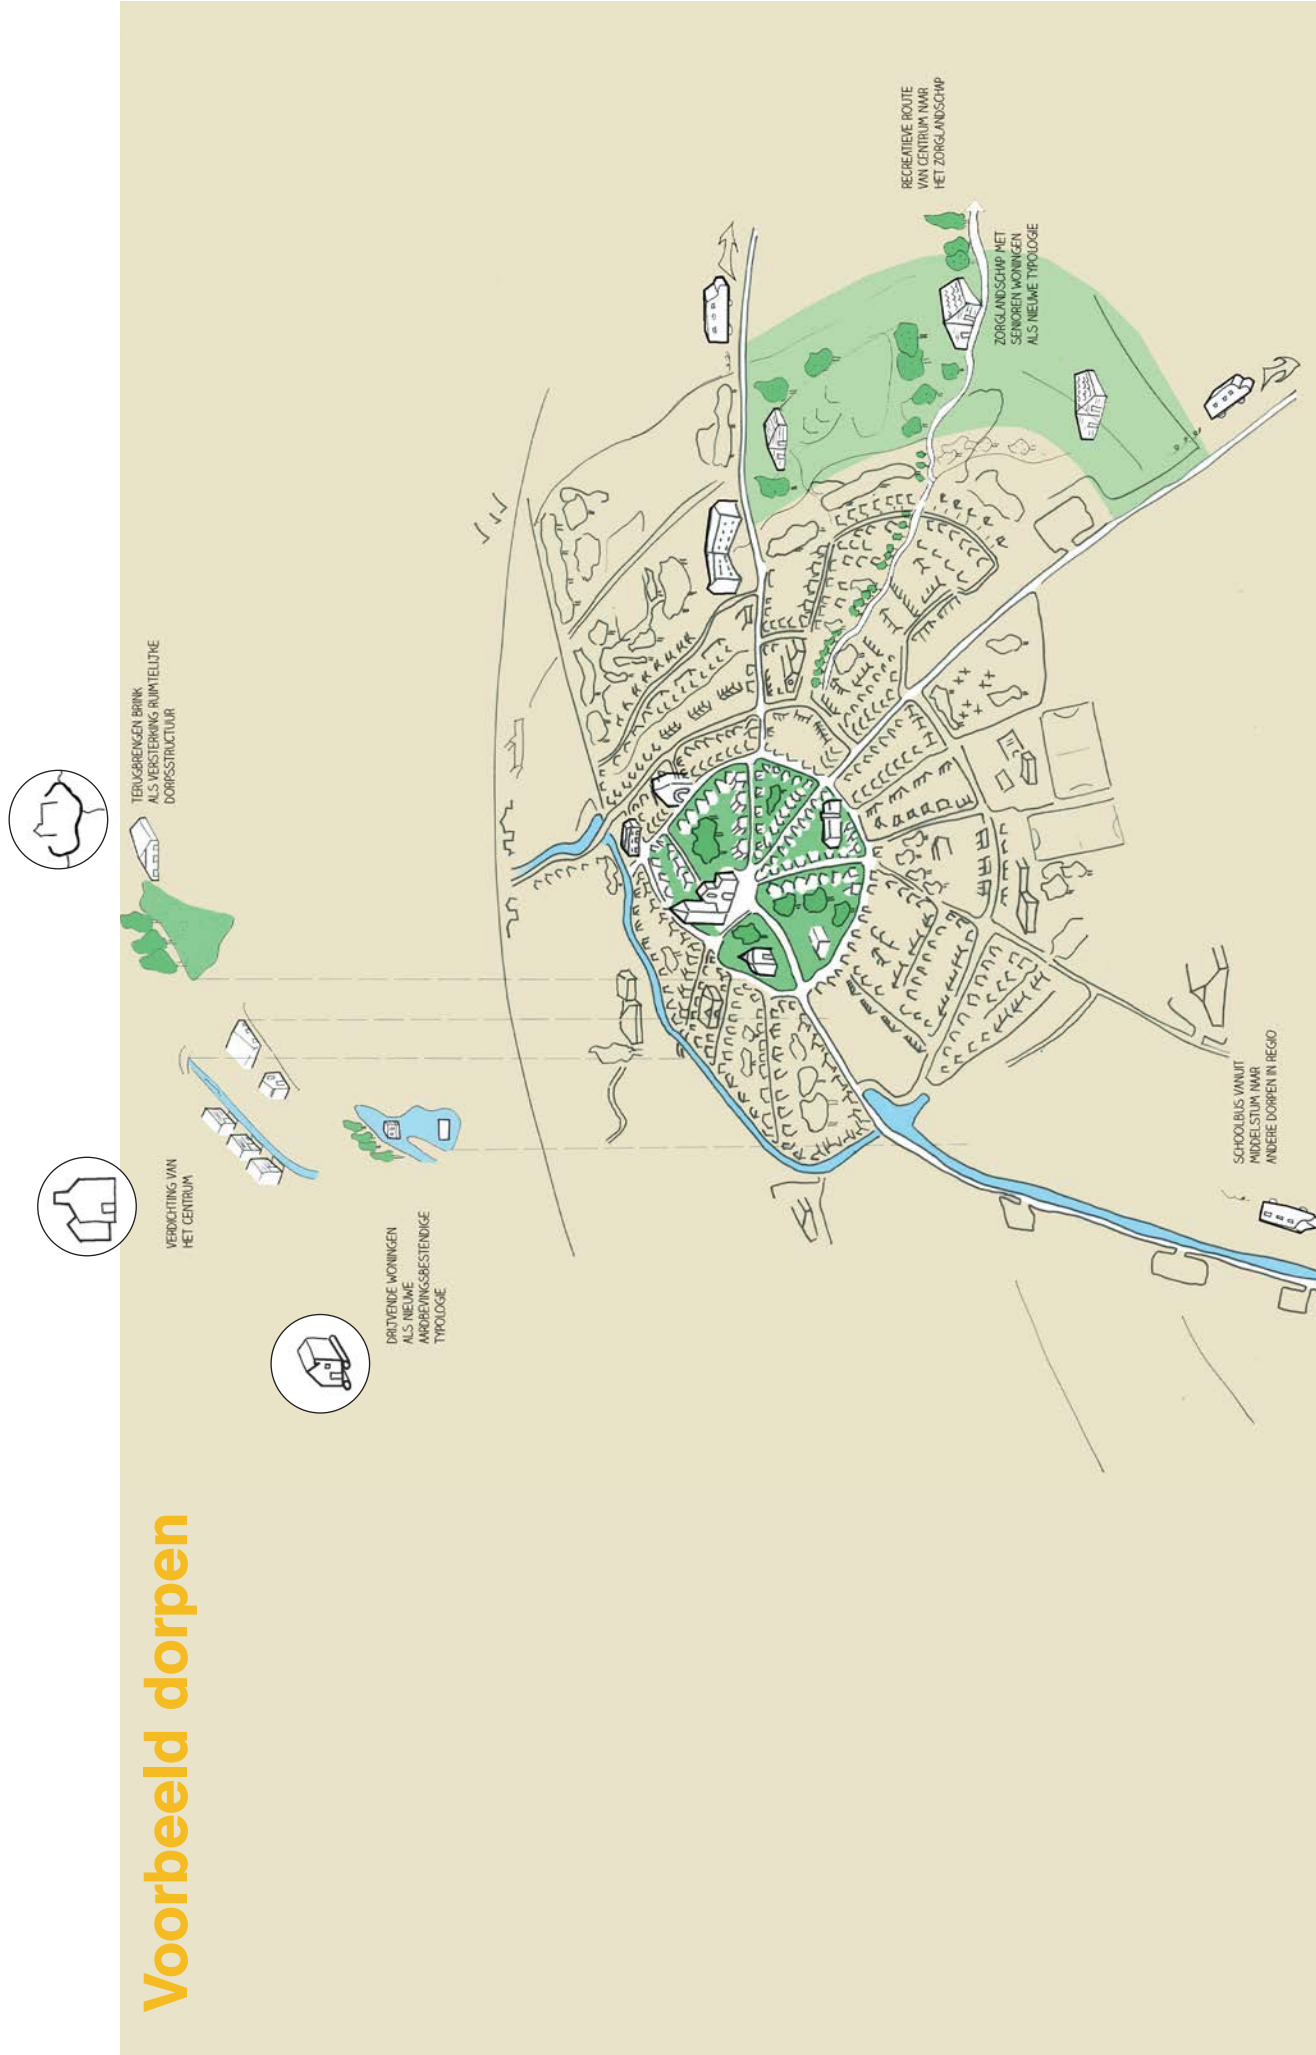 Voorbeeld dorpen
VERDICHTING VAN
HET CENTRUM
TERUGBRENGEN BRINK
ALS VERSTERKING RUIMTELIJKE
DORPSSTRUCTUUR
DRIJVENDE WONINGEN
ALS NIEUWE
AARDBEVINGSBESTENDIGE
TYPOLOGIE
RECREATIEVE ROUTE
VAN CENTRUM NAAR
HET ZORGLANDSCHAP
ZORGLANDSCHAP MET
SENIOREN WONINGEN
ALS NIEUWE TYPOLOGIE
SCHOOLBUS VANUIT
MIDDELSTUM NAAR
ANDERE DORPEN IN REGIO